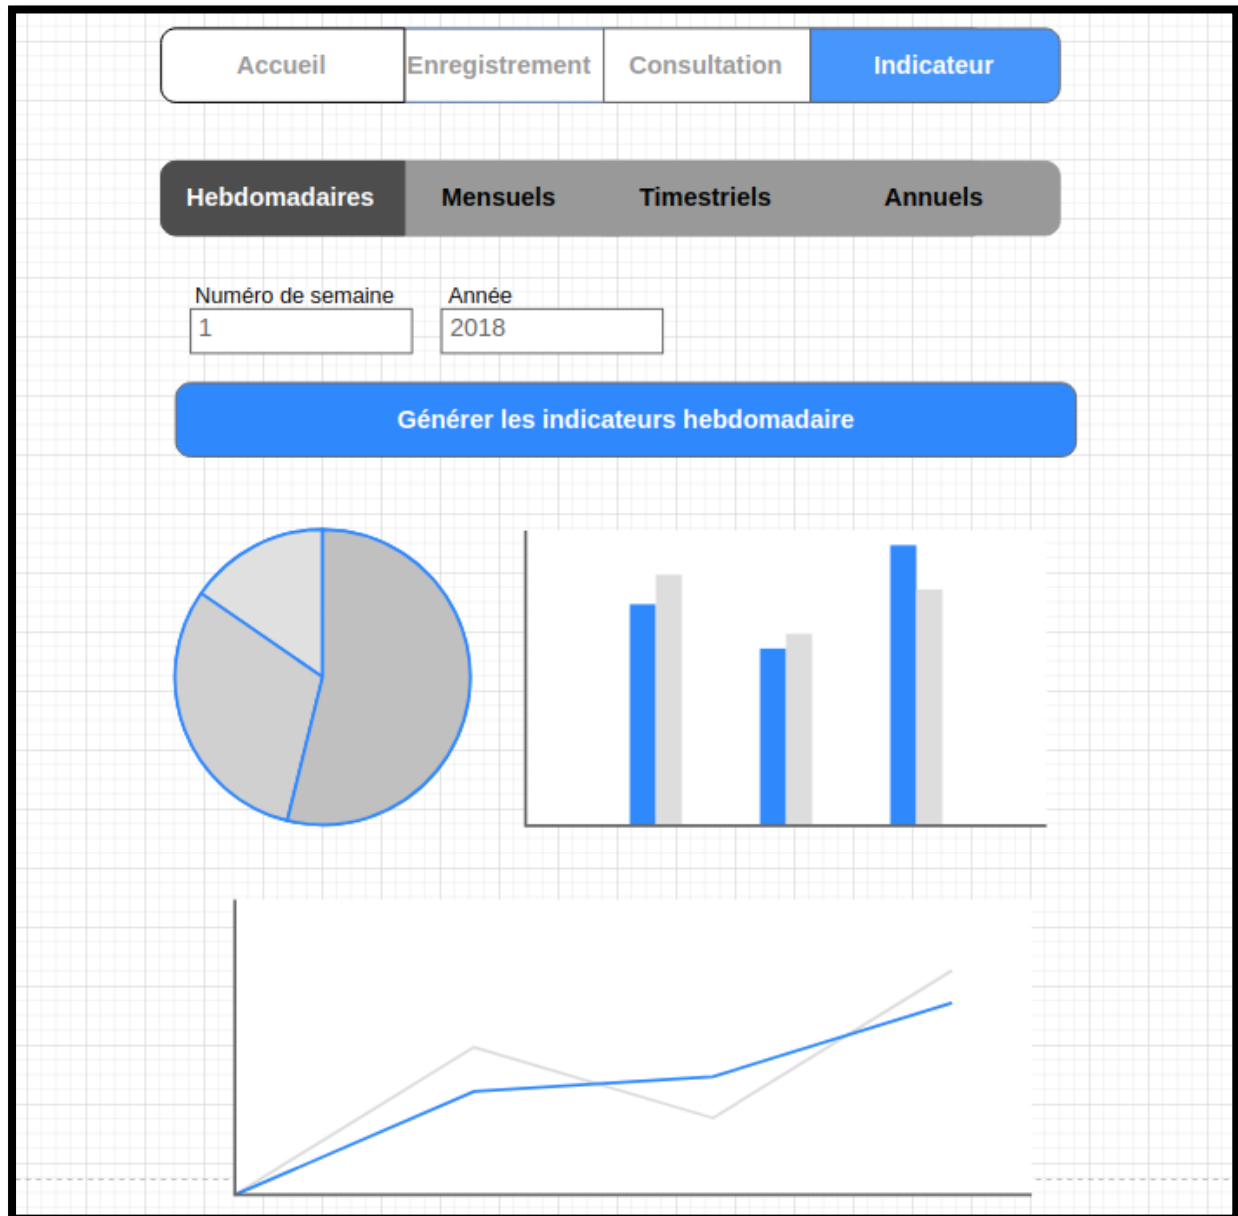 Accueil Enregistrement Consultation Indicateur
Hebdomadaires Mensuels Timestriels Annuels
Numéro de semaine Année
1 2018
Générer les indicateurs hebdomadaire